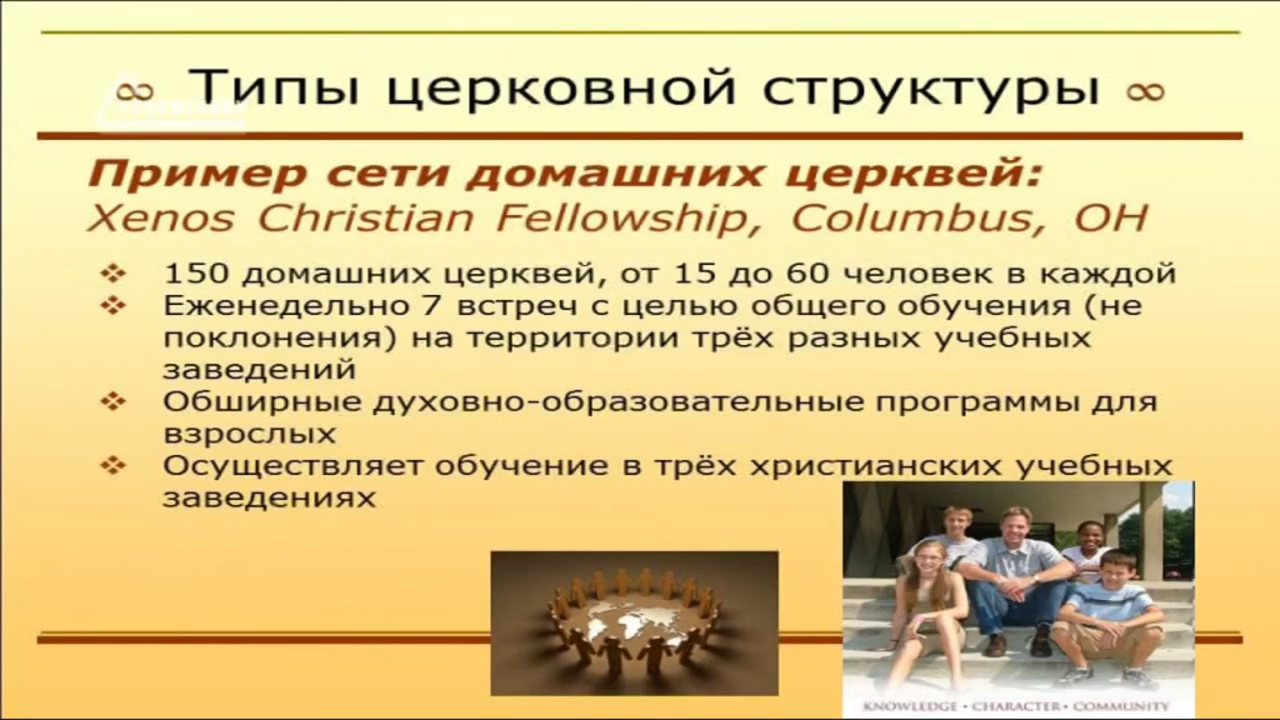 ∞ Типы церковной структуры ∞
Пример сети домашних церквей:
Xenos Christian Fellowship, Columbus, OH
❖ 150 домашних церквей, от 15 до 60 человек в каждой
❖ Еженедельно 7 встреч с целью общего обучения (не
поклонения) на территории трёх разных учебных
заведений
❖ Обширные духовно-образовательные программы для
взрослых
❖ Осуществляет обучение в трёх христианских учебных
заведениях
KNOWLEDGE • CHARACTER • COMMUNITY